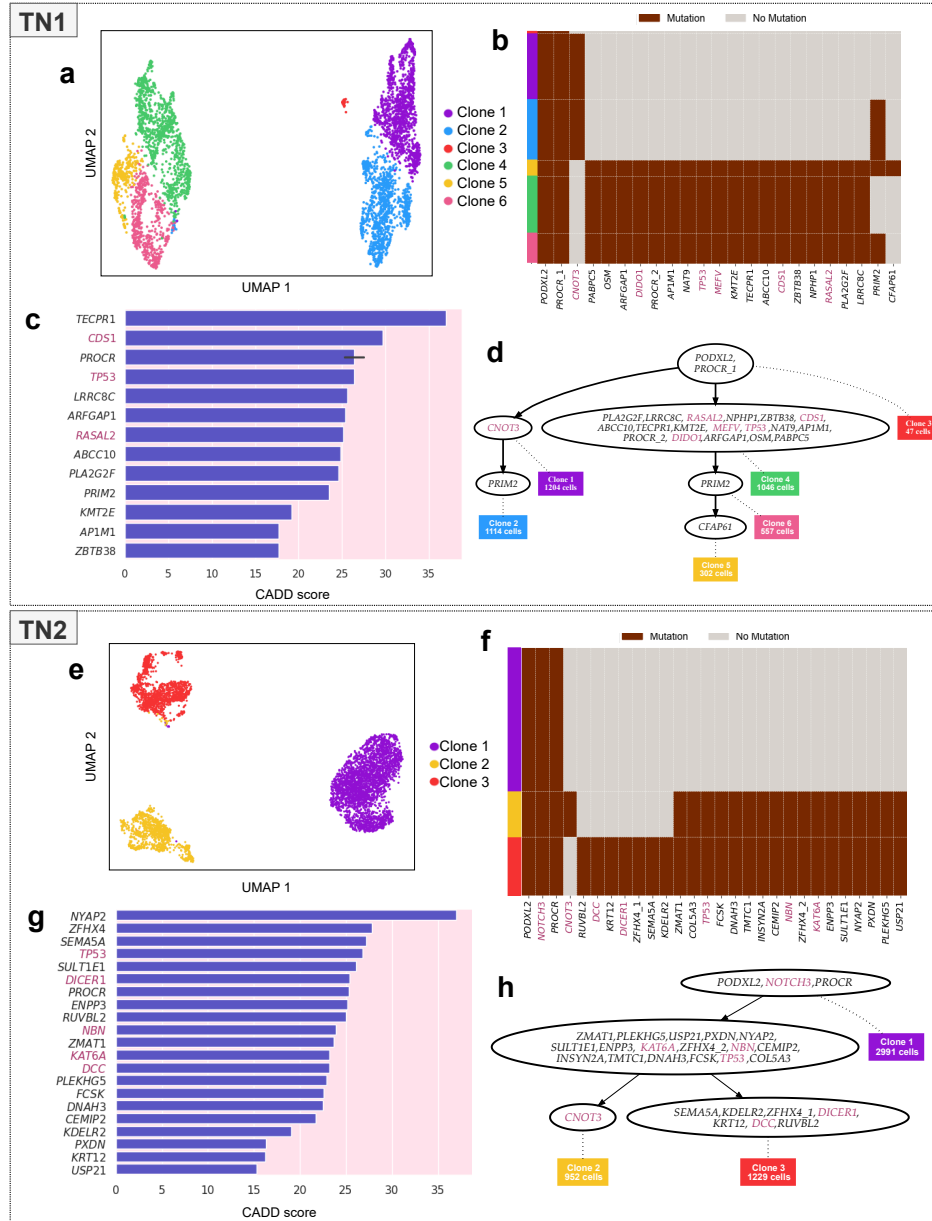 TN1
a
UMAP 2
UMAP 1
Clone 1
Clone 2
Clone 3
Clone 4
Clone 5
Clone 6
b
Mutation
No Mutation
PODXL2
PROCR_1
CNOT3
PABPC5
OSM
ARFGAP1
DIDO1
PROCR_2
AP1M1
NAT9
TP53
MEFV
KMT2E
TECPR1
ABCC10
CDS1
ZBTB38
NPHP1
RASAL2
PLA2G2F
LRRC8C
PRIM2
CFAP61
c
TECPR1
CDS1
PROCR
TP53
LRRC8C
ARFGAP1
RASAL2
ABCC10
PLA2G2F
PRIM2
KMT2E
AP1M1
ZBTB38
0 5 10 15 20 25 30 35
CADD score
d
PODXL2,
PROCR_1
CNOT3
PLA2G2F,LRRC8C, RASAL2,NPHP1,ZBTB38, CDS1,
ABCC10,TECPR1,KMT2E, MEFV, TP53 ,NAT9,AP1M1,
PROCR_2, DIDO1,ARFGAP1,OSM,PABPC5
Clone 3
47 cells
PRIM2
Clone 1
1204 cells
PRIM2
Clone 4
1046 cells
Clone 2
1114 cells
CFAP61
Clone 6
557 cells
Clone 5
302 cells
TN2
e
UMAP 2
UMAP 1
Clone 1
Clone 2
Clone 3
f
Mutation
No Mutation
PODXL2
NOTCH3
PROCR
CNOT3
RUVBL2
DCC
KRT12
DICER1
ZFHX4_1
SEMA5A
KDELR2
ZMAT1
COL5A3
TP53
FCSK
DNAH3
TMTC1
INSYN2A
CEMIP2
NBN
ZFHX4_2
KAT6A
ENPP3
SULT1E1
NYAP2
PXDN
PLEKHG5
USP21
g
NYAP2
ZFHX4
SEMA5A
TP53
SULT1E1
DICER1
PROCR
ENPP3
RUVBL2
NBN
ZMAT1
KAT6A
DCC
PLEKHG5
FCSK
DNAH3
CEMIP2
KDELR2
PXDN
KRT12
USP21
0 5 10 15 20 25 30 35
CADD score
h
PODXL2,NOTCH3,PROCR
ZMAT1,PLEKHG5,USP21,PXDN,NYAP2,
SULT1E1,ENPP3, KAT6A,ZFHX4_2,NBN,CEMIP2,
INSYN2A,TMTC1,DNAH3,FCSK,TP53,COL5A3
Clone 1
2991 cells
CNOT3
SEMA5A,KDELR2,ZFHX4_1,DICER1,
KRT12, DCC,RUVBL2
Clone 2
952 cells
Clone 3
1229 cells